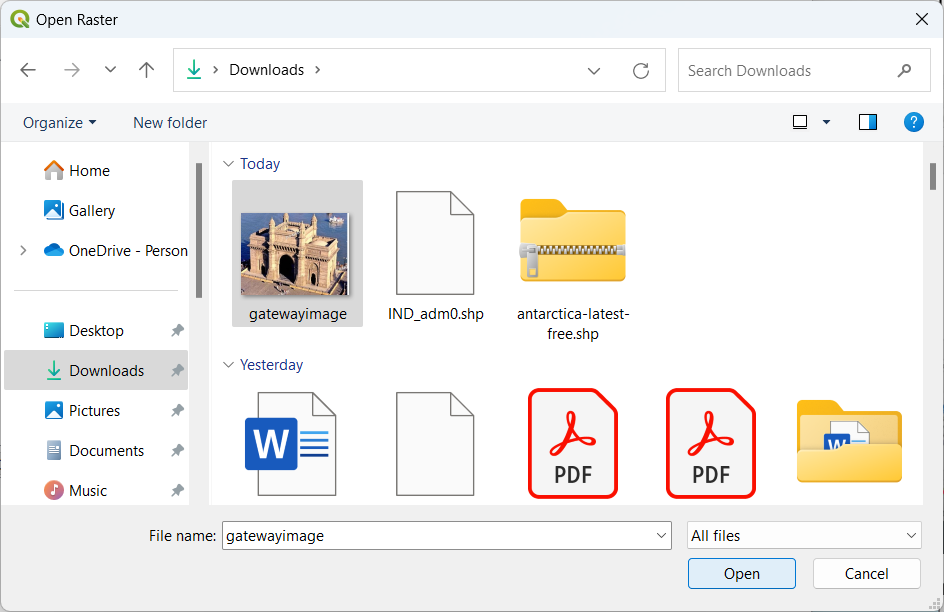 Open Raster
Downloads
Search Downloads
Organize
New folder
?
Home
Gallery
OneDrive - Person
Desktop
Downloads
Pictures
Documents
Music
Today
gatewayimage
IND_adm0.shp
antarctica-latest-
free.shp
Yesterday
W
PDF
PDF
W
File name:
gatewayimage
All files
Open
Cancel